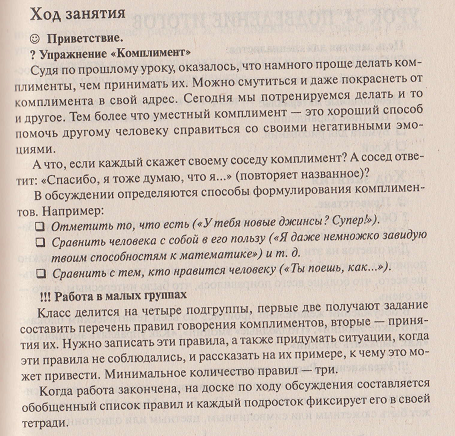 Ход занятия
☺ Приветствие.
? Упражнение «Комплимент»
Судя по прошлому уроку, оказалось, что намного проще делать ком-
плименты, чем принимать их. Можно смутиться и даже покраснеть от
комплимента в свой адрес. Сегодня мы потренируемся делать и то
и другое. Тем более что уместный комплимент — это хороший способ
помочь другому человеку справиться со своими негативными эмо-
циями.
А что, если каждый скажет своему соседу комплимент? А сосед отве-
тит: «Спасибо, я тоже думаю, что я...» (повторяет названное)?
В обсуждении определяются способы формулирования комплимен-
тов. Например:
❑ Отметить то, что есть («У тебя новые джинсы? Супер!»).
❑ Сравнить человека с собой в его пользу («Я даже немножко завидую
твоим способностям к математике») и т. д.
❑ Сравнить с тем, кто нравится человеку («Ты поешь, как...»).
!!! Работа в малых группах
Класс делится на четыре подгруппы, первые две получают задание
составить перечень правил говорения комплиментов, вторые — приня-
тия их. Нужно записать эти правила, а также придумать ситуации, когда
эти правила не соблюдались, и рассказать на их примере, к чему это мо-
жет привести. Минимальное количество правил — три.
Когда работа закончена, на доске по ходу обсуждения составляется
обобщенный список правил и каждый подросток фиксирует его в своей
тетради.